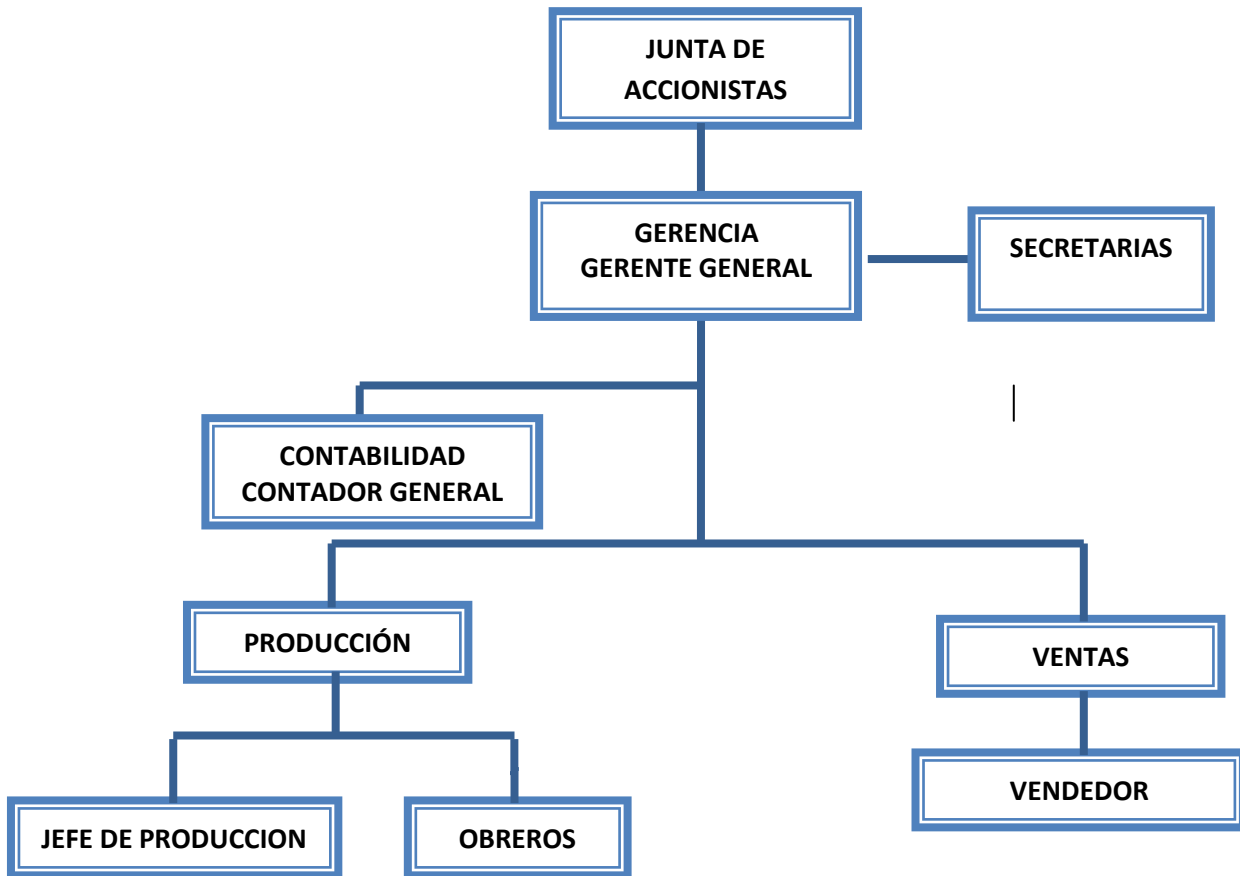 JUNTA DE
ACCIONISTAS
GERENCIA
GERENTE GENERAL
SECRETARIAS
CONTABILIDAD
CONTADOR GENERAL
PRODUCCIÓN
VENTAS
JEFE DE PRODUCCION
OBREROS
VENDEDOR